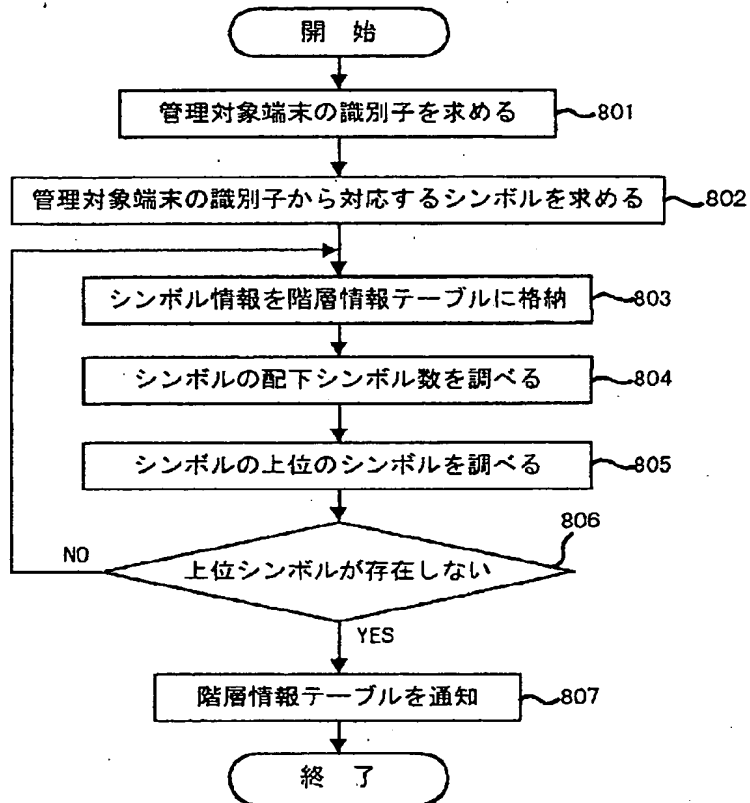 開 始
管理対象端末の識別子を求める
801
管理対象端末の識別子から対応するシンボルを求める
802
シンボル情報を階層情報テーブルに格納
803
シンボルの配下シンボル数を調べる
804
シンボルの上位のシンボルを調べる
805
806
NO
上位シンボルが存在しない
YES
階層情報テーブルを通知
807
終 了